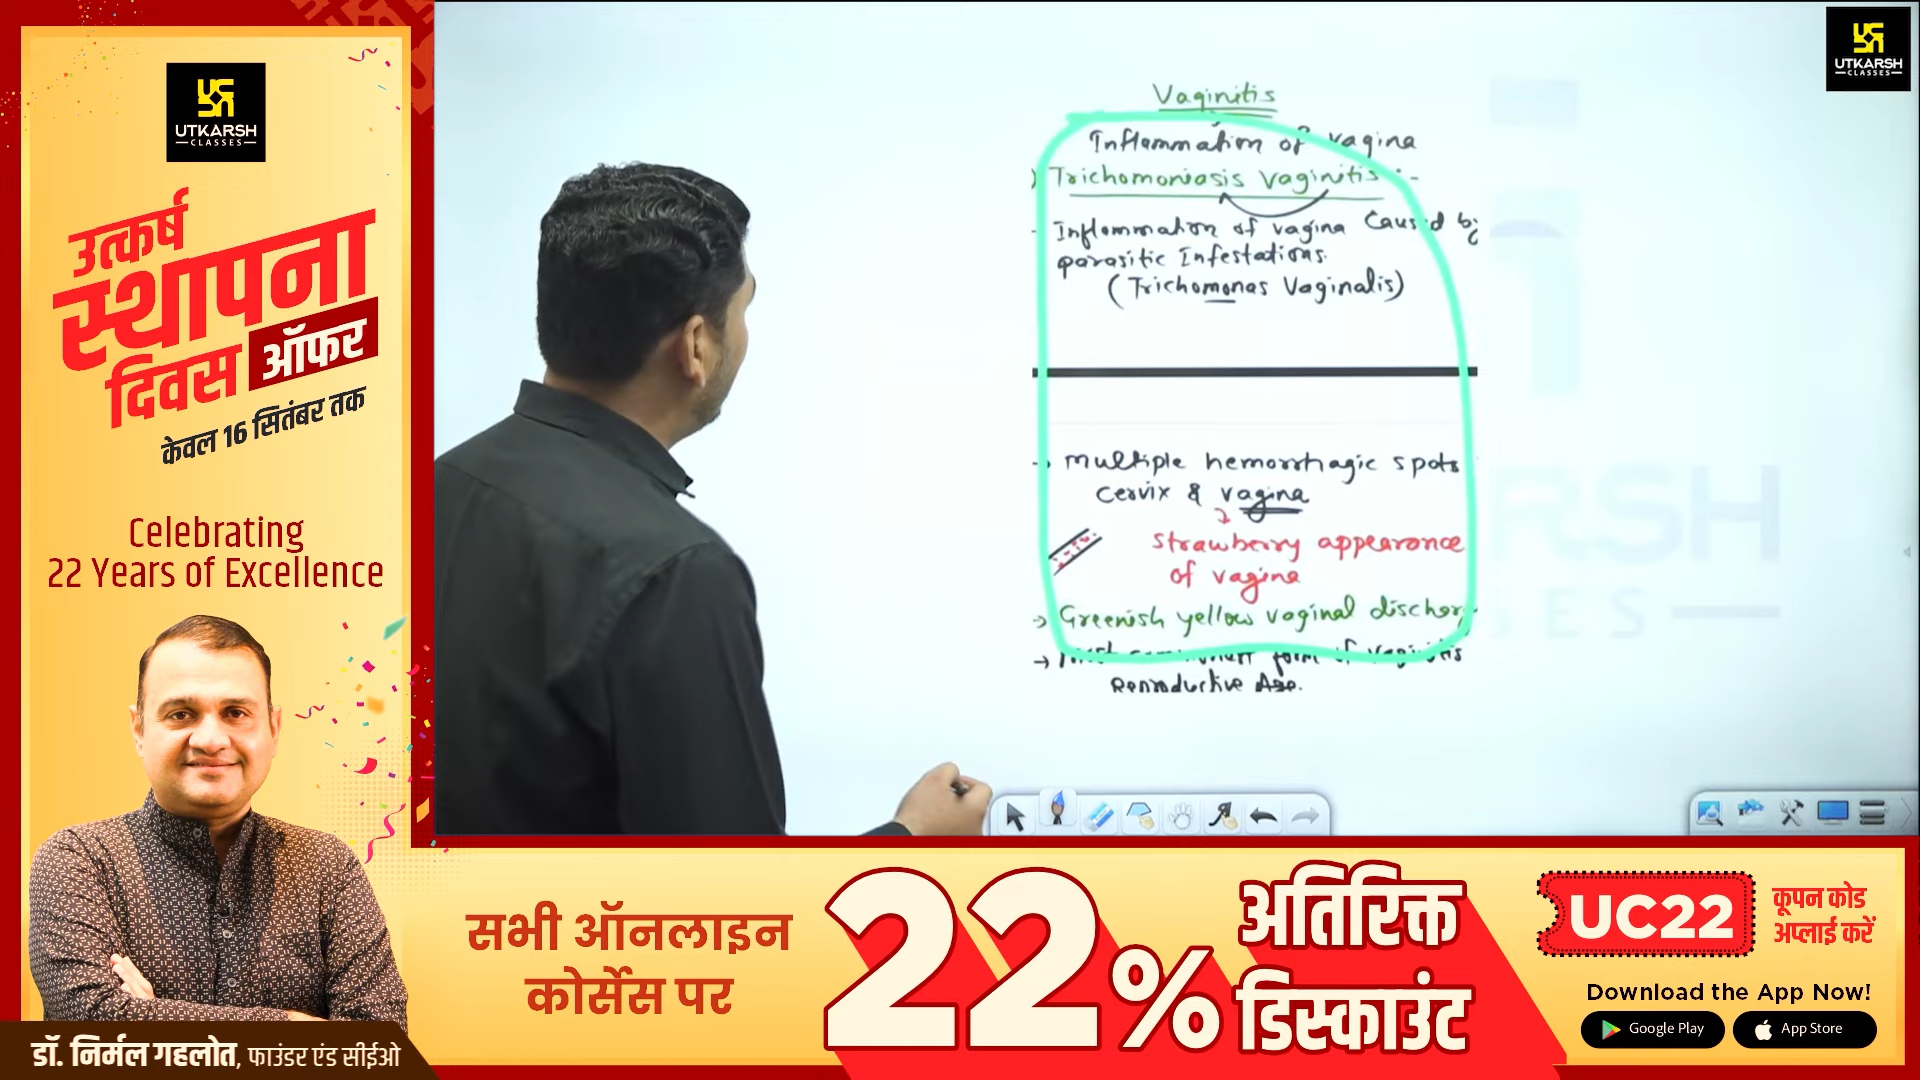 UTKARSH
CLASSES
उत्कर्ष
स्थापना
दिवस ऑफर
केवल 16 सितंबर तक
Celebrating
22 Years of Excellence
डॉ. निर्मल गहलोत, फाउंडर एंड सीईओ
Vaginitis
Inflammation of vagina
Trichomoniasis Vaginitis :-
Inflammation of vagina Caused by
parasitic Infestations.
(Trichomonas Vaginalis)
→ multiple hemorrhagic spots
cervix & vagina
strawberry appearance
of vagina
→ Greenish yellow vaginal
→ form of vaginitis
Reproductive Age.
UTKARSH
CLASSES
सभी ऑनलाइन
कोर्सेस पर
22%
अतिरिक्त
डिस्काउंट
UC22
कूपन कोड
अप्लाई करें
Download the App Now!
Google Play
App Store